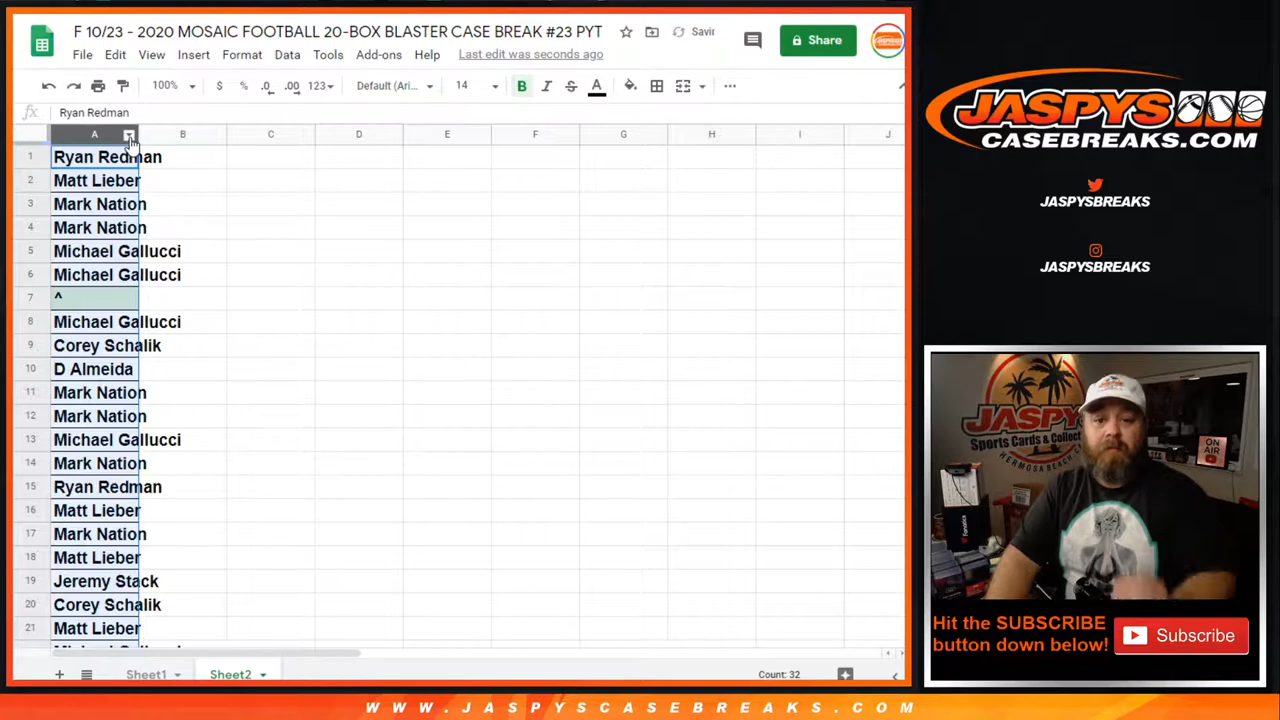 F 10/23 - 2020 MOSAIC FOOTBALL 20-BOX BLASTER CASE BREAK #23 PYT
Savin
File Edit View Insert Format Data Tools Add-ons Help Last edit was seconds ago
Share
100% $ % .0 .00 123 Default (Ari... 14 B I S A
fx Ryan Redman
A B C D E F G H I J
1 Ryan Redman
2 Matt Lieber
3 Mark Nation
4 Mark Nation
5 Michael Gallucci
6 Michael Gallucci
7 ^
8 Michael Gallucci
9 Corey Schalik
10 D Almeida
11 Mark Nation
12 Mark Nation
13 Michael Gallucci
14 Mark Nation
15 Ryan Redman
16 Matt Lieber
17 Mark Nation
18 Matt Lieber
19 Jeremy Stack
20 Corey Schalik
21 Matt Lieber
Sheet1 Sheet2 Count: 32
JASPYS
CASEBREAKS.COM
JASPYSBREAKS
JASPYSBREAKS
JASPYS
Sports Cards & Collect
HERMOSA BEACH
ON
AIR
Fanatics
Hit the SUBSCRIBE
button down below!
Subscribe
WWW.JASPYSCASEBREAKS.COM